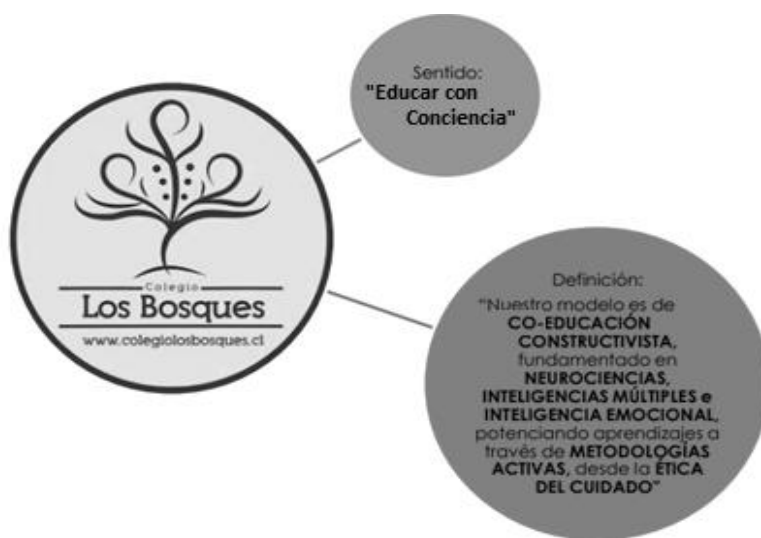 Sentido:
"Educar con
Conciencia"
Colegio
Los Bosques
www.colegiolosbosques.cl
Definición:
"Nuestro modelo es de
CO-EDUCACIÓN
CONSTRUCTIVISTA,
fundamentado en
NEUROCIENCIAS,
INTELIGENCIAS MÚLTIPLES e
INTELIGENCIA EMOCIONAL,
potenciando aprendizajes a
través de METODOLOGÍAS
ACTIVAS, desde la ÉTICA
DEL CUIDADO"